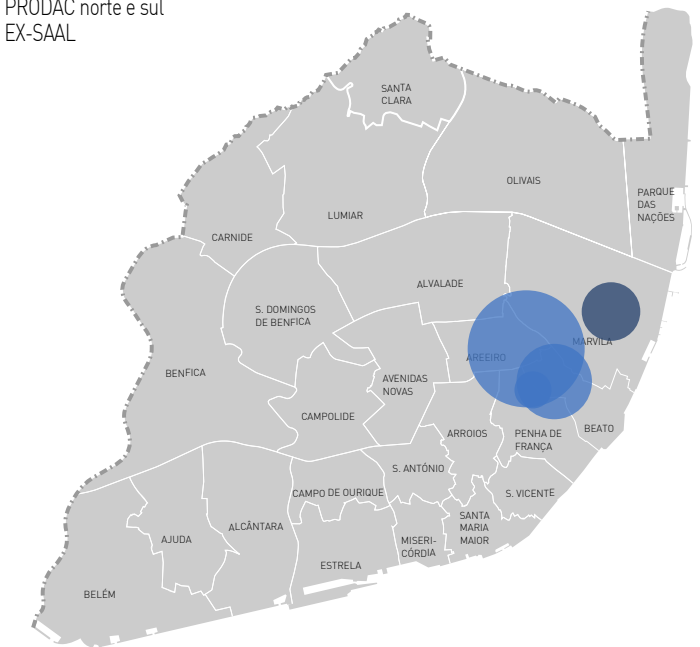 PRODAC norte e sul
EX-SAAL
SANTA
CLARA
OLIVAIS
PARQUE
DAS
NAÇÕES
LUMIAR
CARNIDE
ALVALADE
S. DOMINGOS
DE BENFICA
MARVILA
AREEIRO
BENFICA
AVENIDAS
NOVAS
CAMPOLIDE
ARROIOS
PENHA DE
FRANÇA
BEATO
S. ANTÓNIO
CAMPO DE OURIQUE
S. VICENTE
SANTA
MARIA
MAIOR
ALCÂNTARA
AJUDA
MISERI-
CÓRDIA
ESTRELA
BELÉM